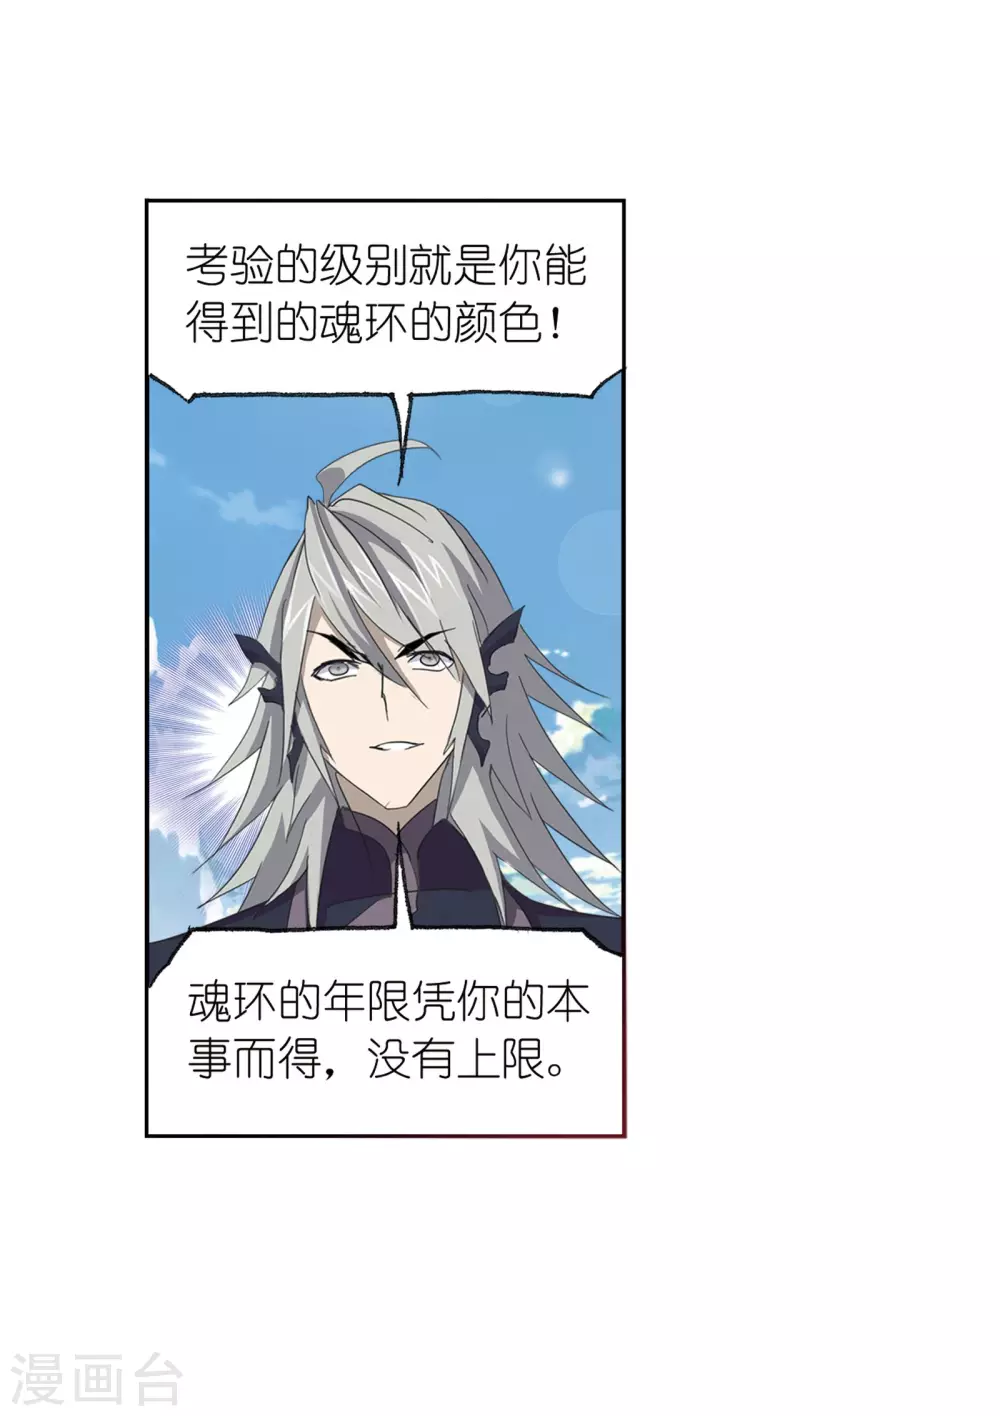 考验的级别就是你能
得到的魂环的颜色！
魂环的年限凭你的本
事而得，没有上限。
漫画台